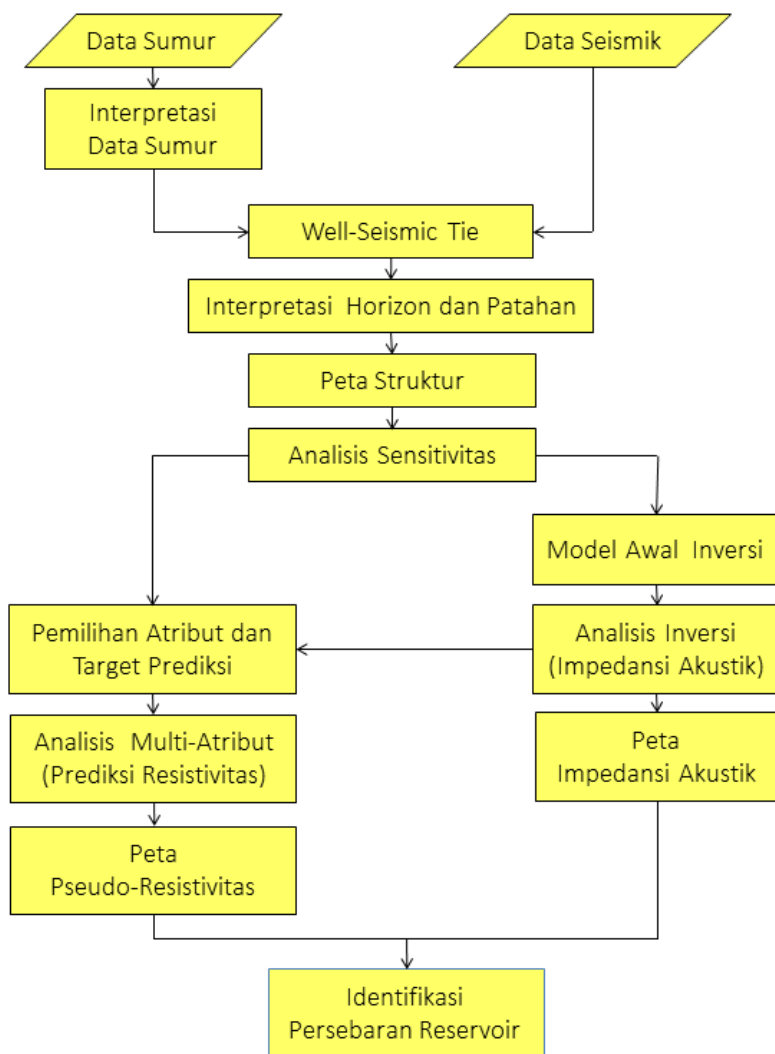 Data Sumur
Data Seismik
Interpretasi
Data Sumur
Well-Seismic Tie
Interpretasi Horizon dan Patahan
Peta Struktur
Analisis Sensitivitas
Model Awal Inversi
Pemilihan Atribut dan
Target Prediksi
Analisis Inversi
(Impedansi Akustik)
Analisis Multi-Atribut
(Prediksi Resistivitas)
Peta
Impedansi Akustik
Peta
Pseudo-Resistivitas
Identifikasi
Persebaran Reservoir